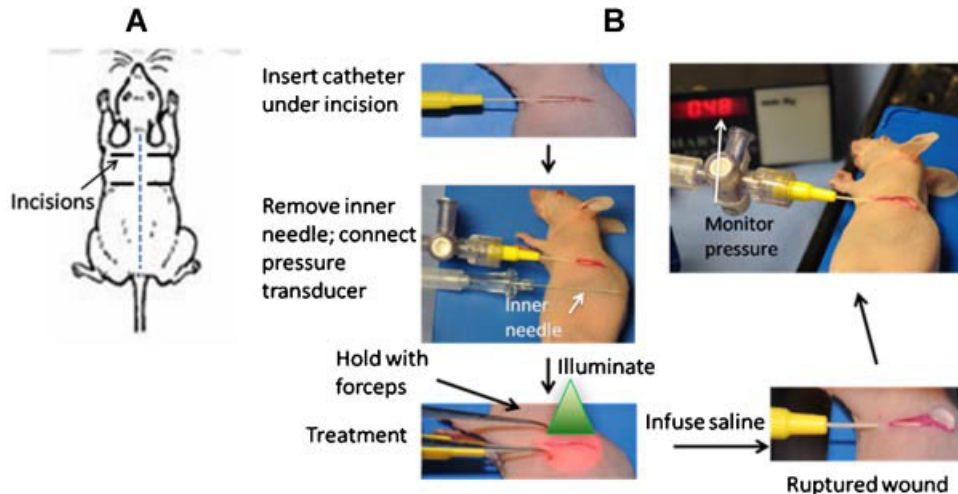 A
B
Incisions
Insert catheter
under incision
Remove inner
needle; connect
pressure
transducer
Inner
needle
Hold with
forceps
Illuminate
Treatment
Infuse saline
Ruptured wound
048
Monitor
pressure